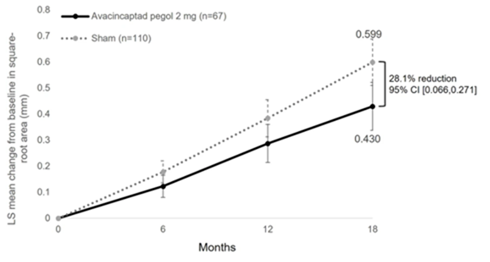 0.8
0.7
0.6
0.5
0.4
0.3
0.2
0.1
0
LS mean change from baseline in square-
root area (mm)
Avacincaptad pegol 2 mg (n=67)
Sham (n=110)
0.599
28.1% reduction
95% CI [0.066,0.271]
0.430
0
6
12
18
Months